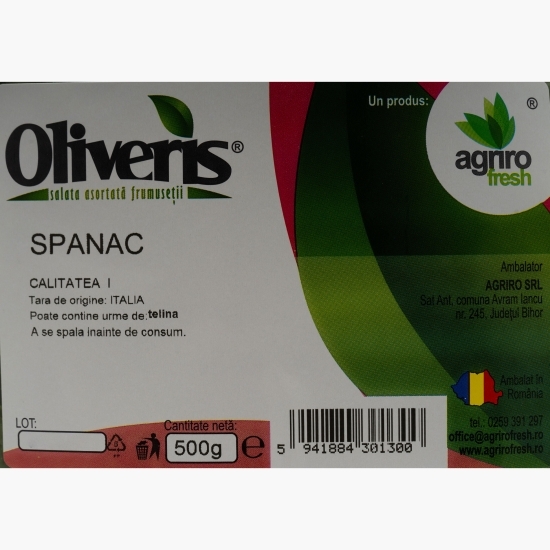 Un produs:
®
agriro
fresh
Oliveris®
salata asortată frumuseții
SPANAC
CALITATEA I
Tara de origine: ITALIA
Poate contine urme de: telina
A se spala inainte de consum.
Ambalator
AGRIRO SRL
Sat Ant. comuna Avram Iancu
nr. 245, Județul Bihor
Ambalat în
România
tel.: 0259 391 297
office@agrirofresh.ro
www.agrirofresh.ro
LOT:
Cantitate netă:
500g e
5 941884 301300